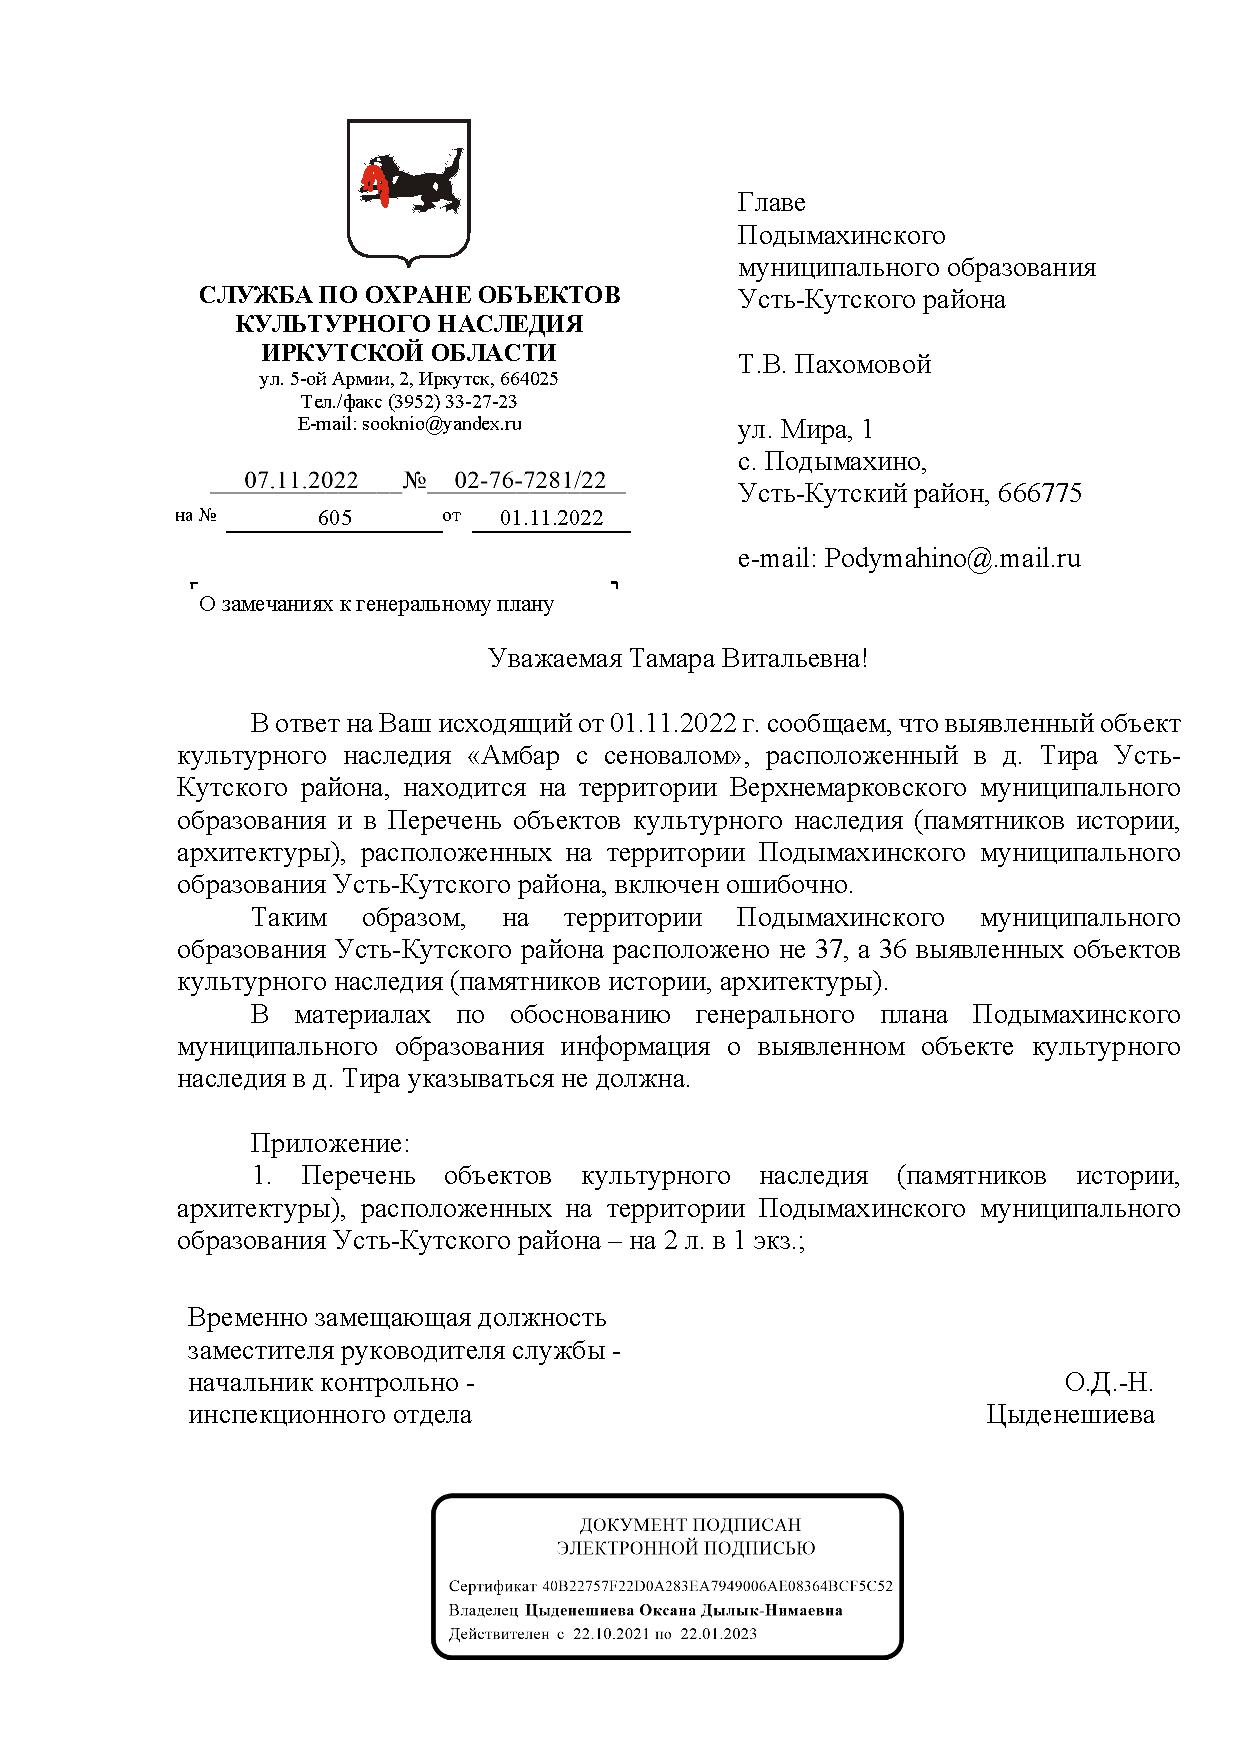 СЛУЖБА ПО ОХРАНЕ ОБЪЕКТОВ
КУЛЬТУРНОГО НАСЛЕДИЯ
ИРКУТСКОЙ ОБЛАСТИ
ул. 5-ой Армии, 2, Иркутск, 664025
Тел./факс (3952) 33-27-23
E-mail: sooknio@yandex.ru
07.11.2022 № 02-76-7281/22
на № 605 от 01.11.2022
О замечаниях к генеральному плану
Главе
Подымахинского
муниципального образования
Усть-Кутского района
Т.В. Пахомовой
ул. Мира, 1
с. Подымахино,
Усть-Кутский район, 666775
e-mail: Podymahino@.mail.ru
Уважаемая Тамара Витальевна!
В ответ на Ваш исходящий от 01.11.2022 г. сообщаем, что выявленный объект
культурного наследия «Амбар с сеновалом», расположенный в д. Тира Усть-
Кутского района, находится на территории Верхнемарковского муниципального
образования и в Перечень объектов культурного наследия (памятников истории,
архитектуры), расположенных на территории Подымахинского муниципального
образования Усть-Кутского района, включен ошибочно.
Таким образом, на территории Подымахинского муниципального
образования Усть-Кутского района расположено не 37, а 36 выявленных объектов
культурного наследия (памятников истории, архитектуры).
В материалах по обоснованию генерального плана Подымахинского
муниципального образования информация о выявленном объекте культурного
наследия в д. Тира указываться не должна.
Приложение:
1. Перечень объектов культурного наследия (памятников истории,
архитектуры), расположенных на территории Подымахинского муниципального
образования Усть-Кутского района – на 2 л. в 1 экз.;
Временно замещающая должность
заместителя руководителя службы -
начальник контрольно -
инспекционного отдела
О.Д.-Н.
Цыденешиева
ДОКУМЕНТ ПОДПИСАН
ЭЛЕКТРОННОЙ ПОДПИСЬЮ
Сертификат 40B22757F22D0A283EA7949006AE08364BCF5C52
Владелец Цыденешиева Оксана Дылык-Нимаевна
Действителен с 22.10.2021 по 22.01.2023